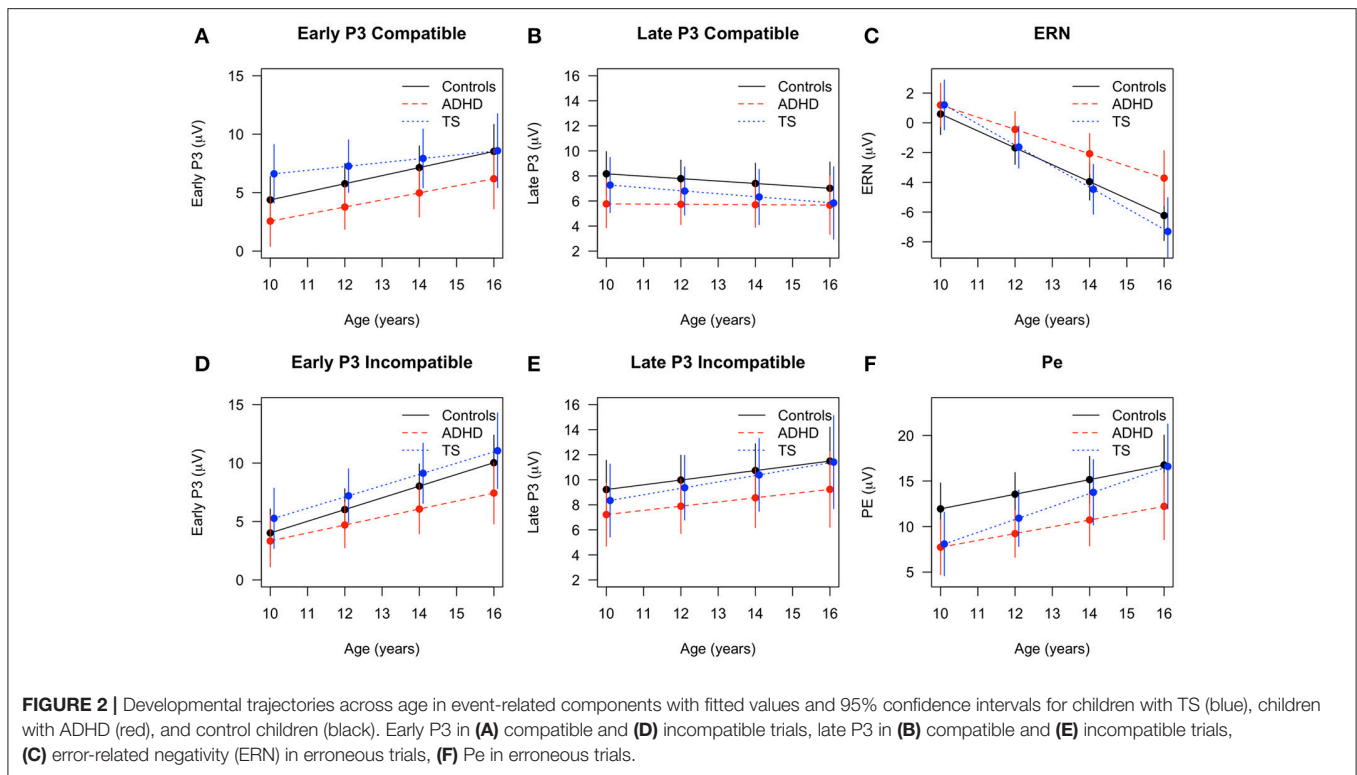 A Early P3 Compatible
15
10
5
0
Early P3 (μV)
Controls
ADHD
TS
10 11 12 13 14 15 16
Age (years)
B Late P3 Compatible
16
14
12
10
8
6
4
2
Late P3 (μV)
Controls
ADHD
TS
10 11 12 13 14 15 16
Age (years)
C ERN
2
0
-2
-4
-6
-8
ERN (μV)
Controls
ADHD
TS
10 11 12 13 14 15 16
Age (years)
D Early P3 Incompatible
15
10
5
0
Early P3 (μV)
Controls
ADHD
TS
10 11 12 13 14 15 16
Age (years)
E Late P3 Incompatible
16
14
12
10
8
6
4
2
Late P3 (μV)
Controls
ADHD
TS
10 11 12 13 14 15 16
Age (years)
F Pe
20
15
10
5
PE (μV)
Controls
ADHD
TS
10 11 12 13 14 15 16
Age (years)
FIGURE 2 | Developmental trajectories across age in event-related components with fitted values and 95% confidence intervals for children with TS (blue), children
with ADHD (red), and control children (black). Early P3 in (A) compatible and (D) incompatible trials, late P3 in (B) compatible and (E) incompatible trials,
(C) error-related negativity (ERN) in erroneous trials, (F) Pe in erroneous trials.